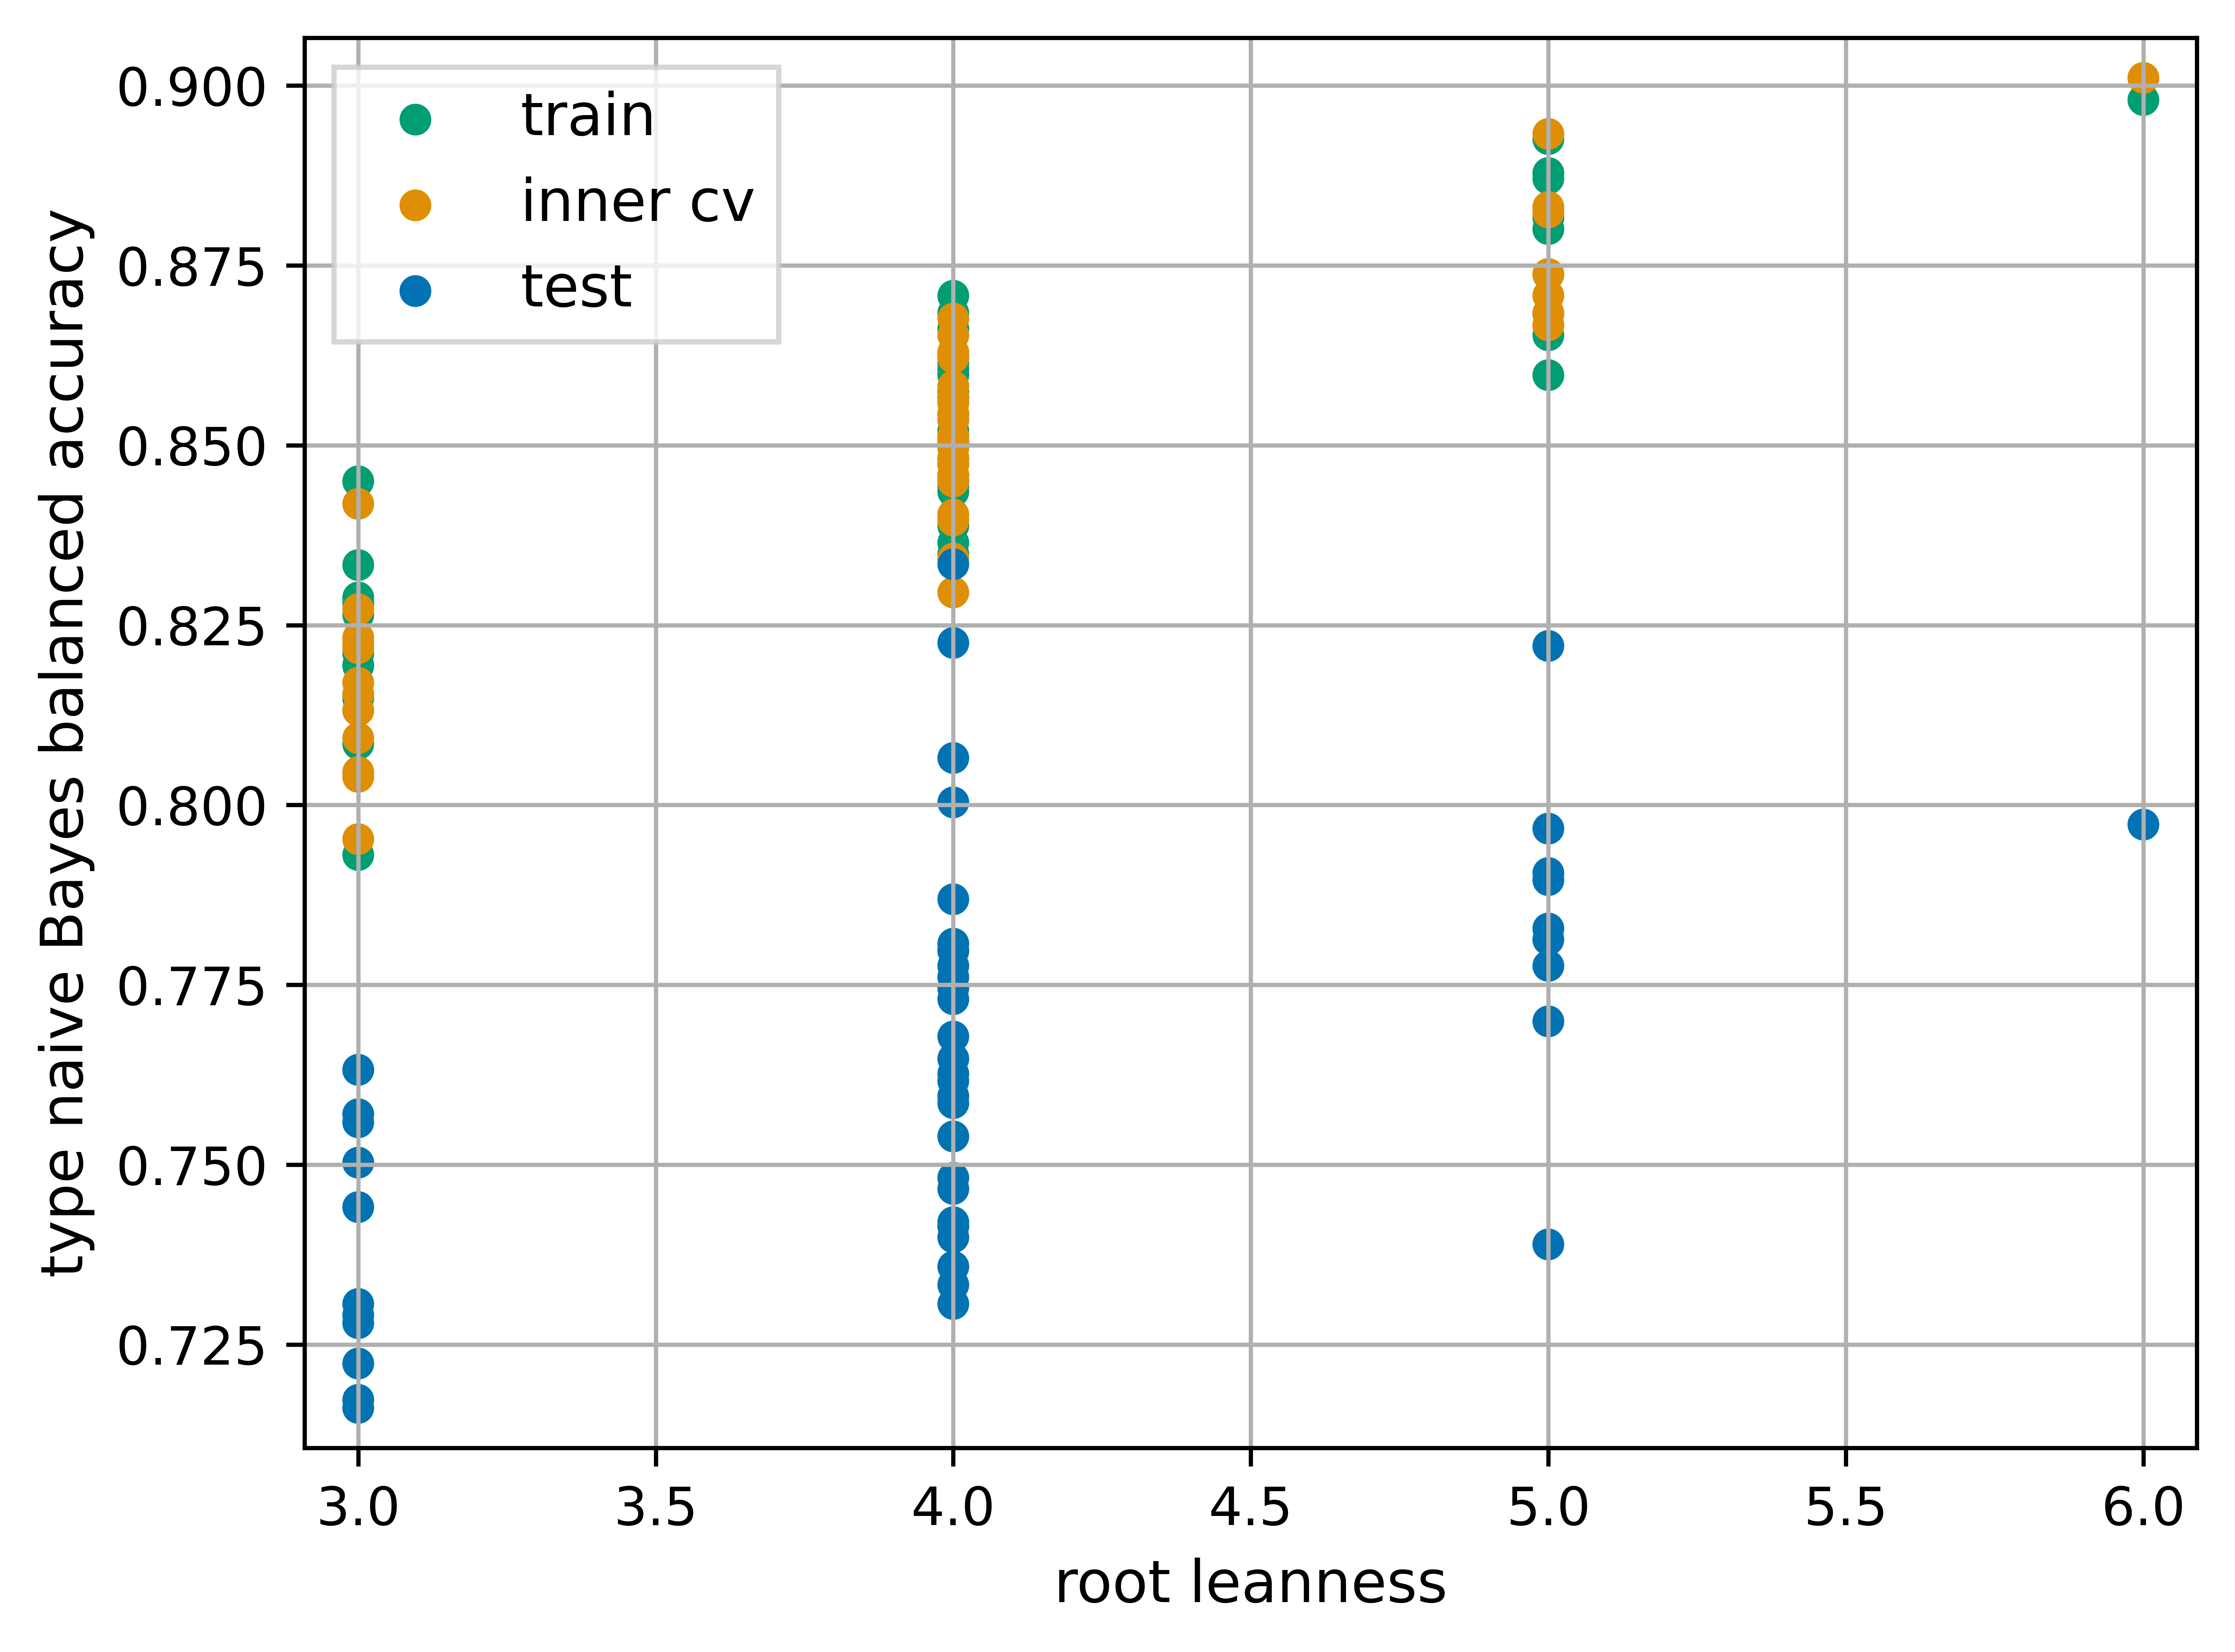 train
inner cv
test
type naive Bayes balanced accuracy
0.900
0.875
0.850
0.825
0.800
0.775
0.750
0.725
3.0 3.5 4.0 4.5 5.0 5.5 6.0
root leanness